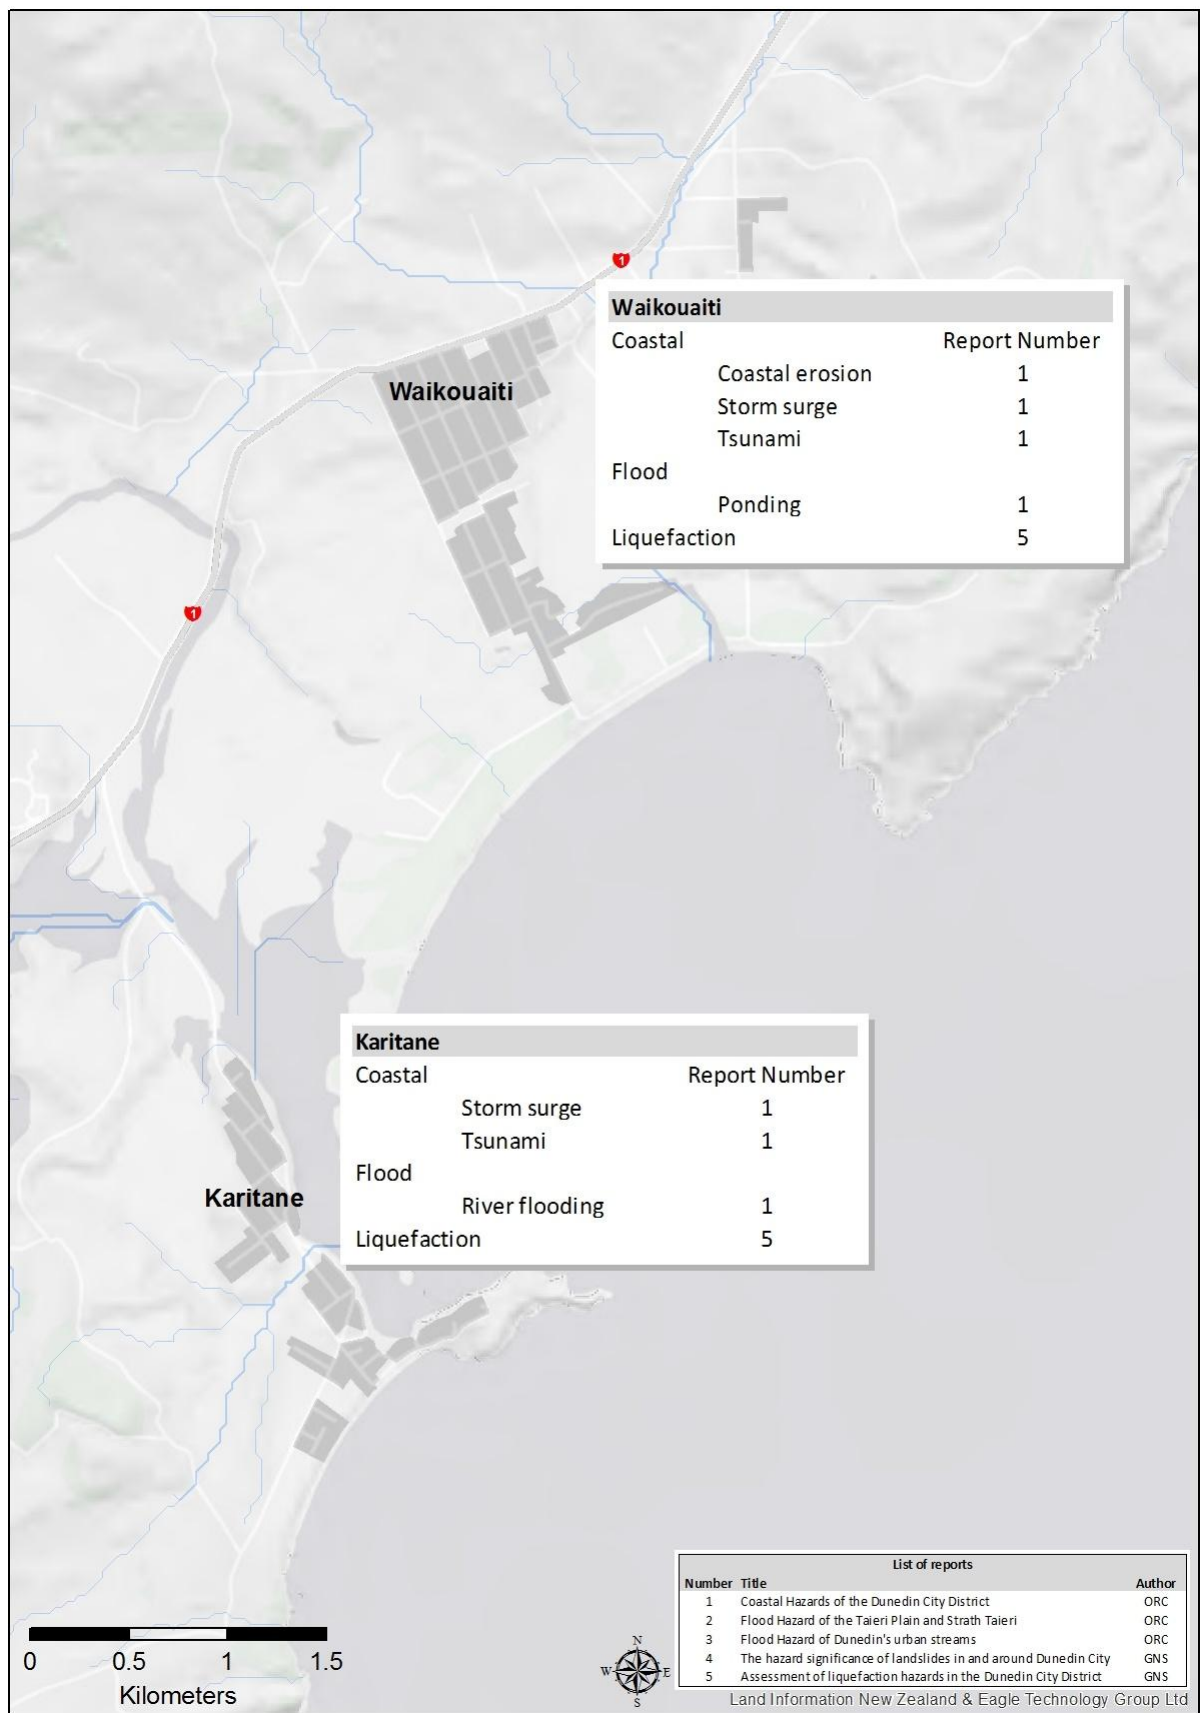 1
Waikouaiti
Coastal Report Number
Coastal erosion 1
Storm surge 1
Tsunami 1
Flood
Ponding 1
Liquefaction 5
Waikouaiti
1
Karitane
Coastal Report Number
Storm surge 1
Tsunami 1
Flood
River flooding 1
Liquefaction 5
Karitane
List of reports
Number Title Author
1 Coastal Hazards of the Dunedin City District ORC
2 Flood Hazard of the Taieri Plain and Strath Taieri ORC
3 Flood Hazard of Dunedin's urban streams ORC
4 The hazard significance of landslides in and around Dunedin City GNS
5 Assessment of liquefaction hazards in the Dunedin City District GNS
0 0.5 1 1.5
Kilometers
N
W E
S
Land Information New Zealand & Eagle Technology Group Ltd